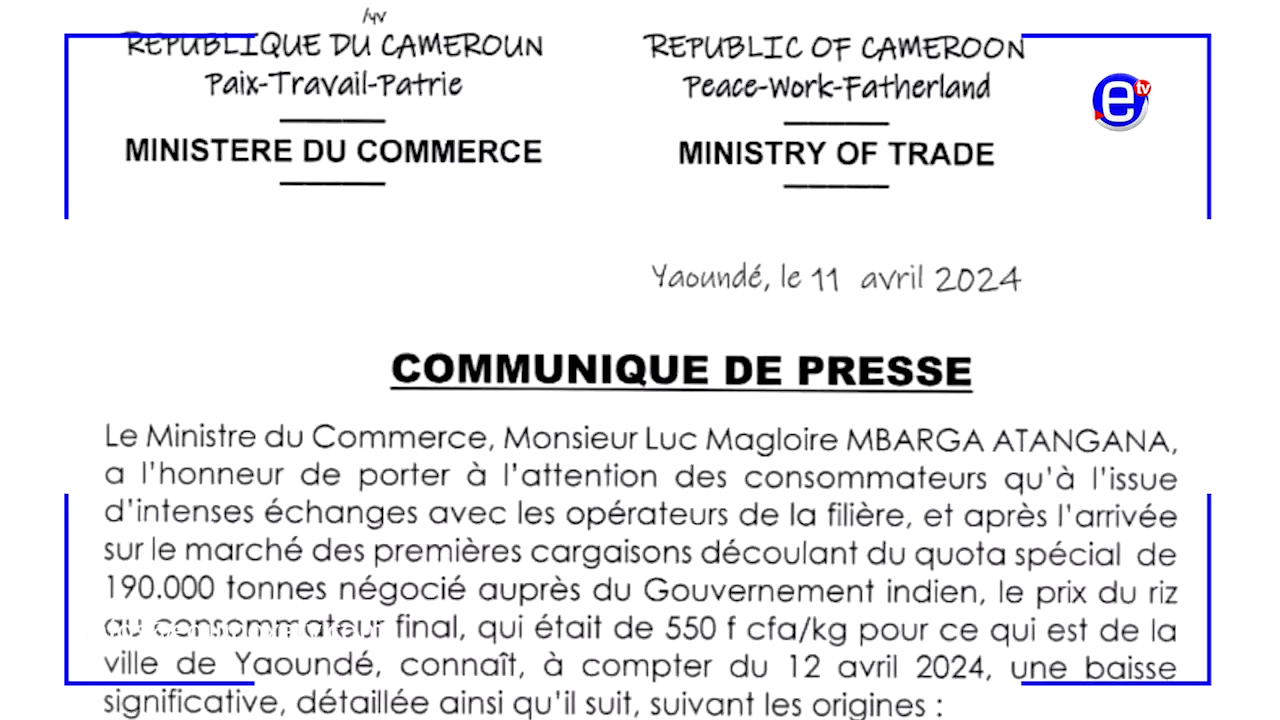 REPUBLIQUE DU CAMEROUN
Paix-Travail-Patrie
MINISTERE DU COMMERCE
REPUBLIC OF CAMEROON
Peace-Work-Fatherland
MINISTRY OF TRADE
e tv
Yaoundé, le 11 avril 2024
COMMUNIQUE DE PRESSE
Le Ministre du Commerce, Monsieur Luc Magloire MBARGA ATANGANA,
a l'honneur de porter à l'attention des consommateurs qu'à l'issue
d'intenses échanges avec les opérateurs de la filière, et après l'arrivée
sur le marché des premières cargaisons découlant du quota spécial de
190.000 tonnes négocié auprès du Gouvernement indien, le prix du riz
au consommateur final, qui était de 550 f cfa/kg pour ce qui est de la
ville de Yaoundé, connaît, à compter du 12 avril 2024, une baisse
significative, détaillée ainsi qu'il suit, suivant les origines :